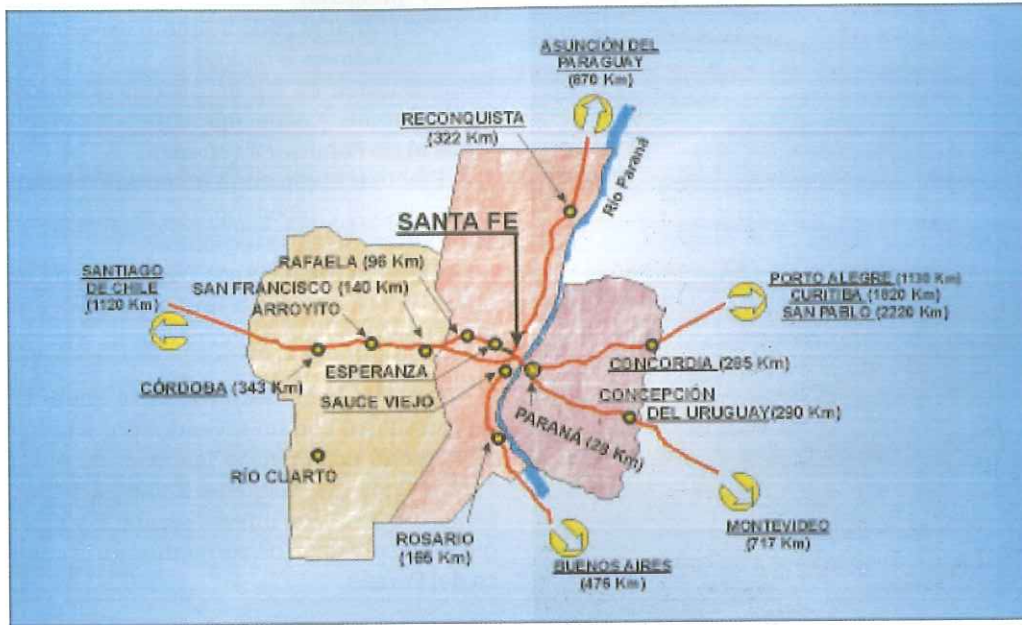 ASUNCIÓN DEL
PARAGUAY
(870 Km)
RECONQUISTA
(322 Km)
Río Paraná
SANTA FE
SANTIAGO
DE CHILE
(1120 Km)
RAFAELA (96 Km)
SAN FRANCISCO (140 Km)
ARROYITO
PORTO ALEGRE (1130 Km)
CURITIBA (1820 Km)
SAN PABLO (2220 Km)
ESPERANZA
CÓRDOBA (343 Km)
SAUCE VIEJO
CONCORDIA (285 Km)
CONCEPCIÓN
DEL URUGUAY (290 Km)
PARANÁ (28 Km)
RÍO CUARTO
ROSARIO
(165 Km)
MONTEVIDEO
(717 Km)
BUENOS AIRES
(476 Km)